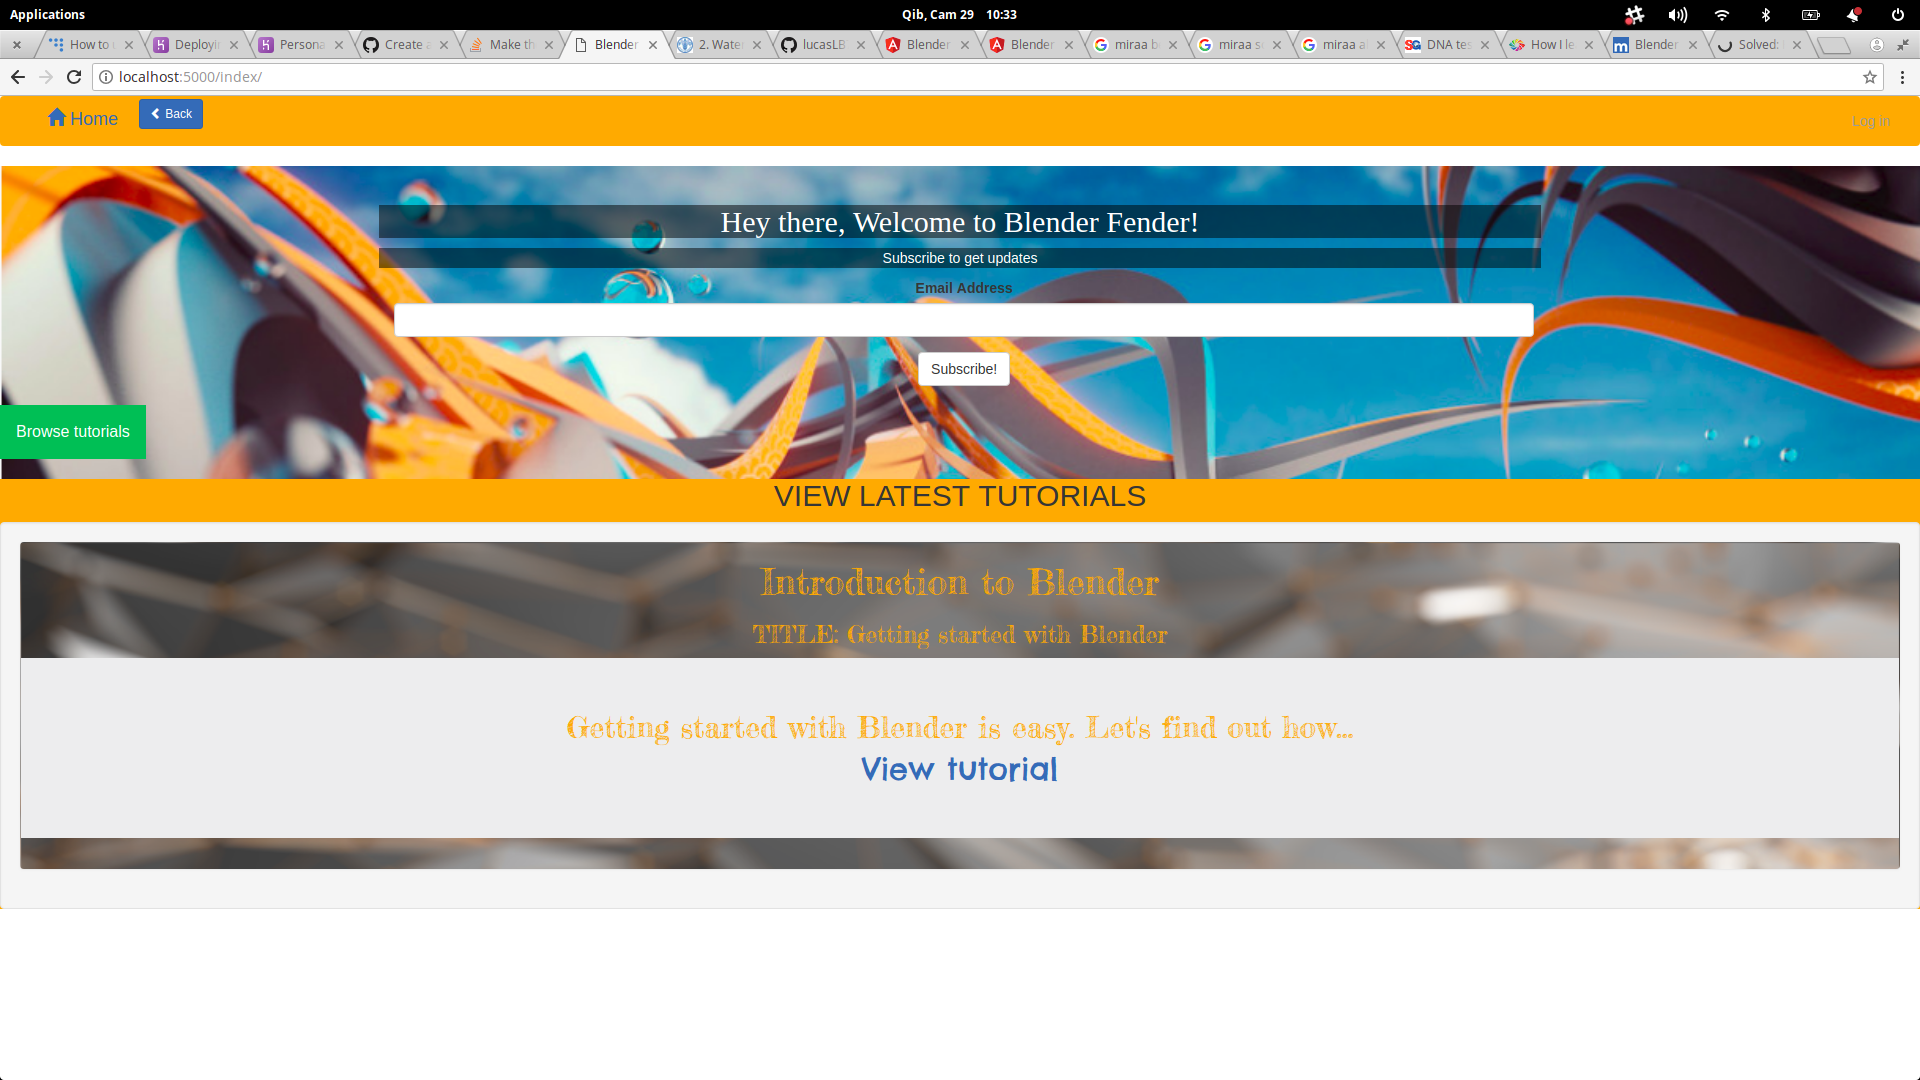 Applications
Qib, Cam 29 10:33
How to
Deployi
Persona
Create a
Make th
Blender
2. Water
lucasLB
Blender
Blender
miraa b
miraa s
miraa a
DNA tes
How I le
Blender
Solved:
localhost:5000/index/
Home
Back
Log in
Hey there, Welcome to Blender Fender!
Subscribe to get updates
Email Address
Subscribe!
Browse tutorials
VIEW LATEST TUTORIALS
Introduction to Blender
TITLE: Getting started with Blender
Getting started with Blender is easy. Let's find out how...
View tutorial